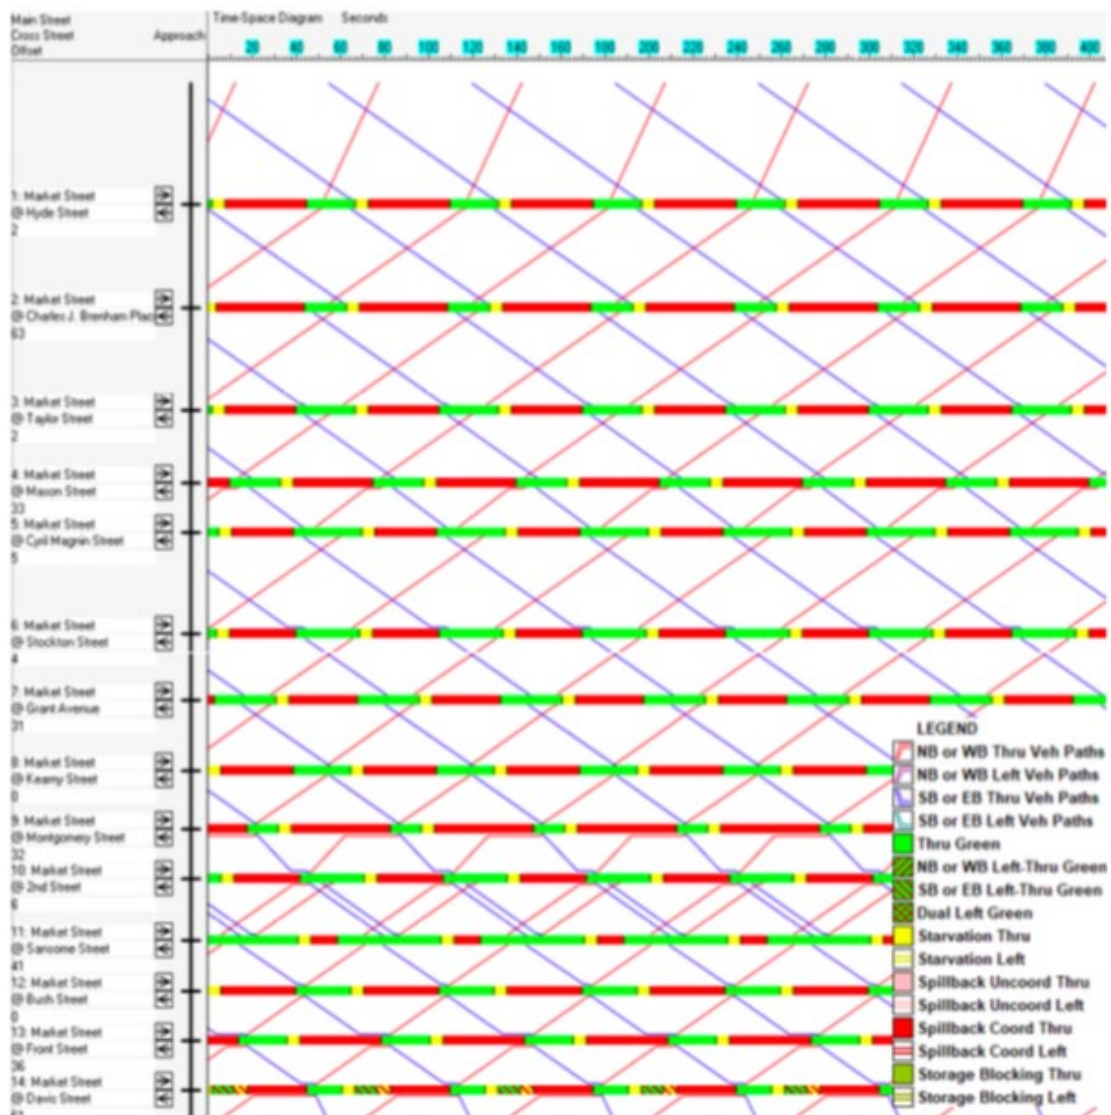 Main Street
Cross Street
Offset
Approach
Time-Space Diagram Seconds
20 40 60 80 100 120 140 160 180 200 220 240 260 280 300 320 340 360 380 400
1: Market Street
@ Hyde Street
2
2: Market Street
@ Charles J. Brenham Plac
63
3: Market Street
@ Taylor Street
2
4: Market Street
@ Mason Street
33
5: Market Street
@ Cyril Magnin Street
5
6: Market Street
@ Stockton Street
4
7: Market Street
@ Grant Avenue
31
8: Market Street
@ Kearny Street
0
9: Market Street
@ Montgomery Street
32
10: Market Street
@ 2nd Street
6
11: Market Street
@ Sansome Street
41
12: Market Street
@ Bush Street
0
13: Market Street
@ Front Street
36
14: Market Street
@ Davis Street
LEGEND
NB or WB Thru Veh Paths
NB or WB Left Veh Paths
SB or EB Thru Veh Paths
SB or EB Left Veh Paths
Thru Green
NB or WB Left-Thru Green
SB or EB Left-Thru Green
Dual Left Green
Starvation Thru
Starvation Left
Spillback Uncoord Thru
Spillback Uncoord Left
Spillback Coord Thru
Spillback Coord Left
Storage Blocking Thru
Storage Blocking Left